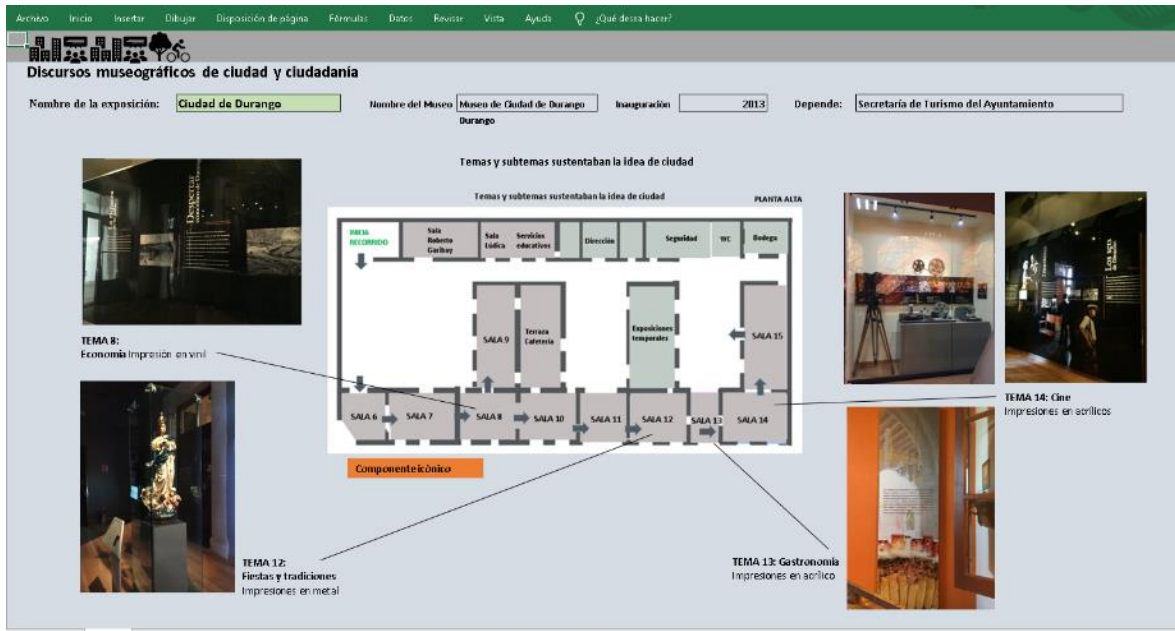 Archivo Inicio Insertar Dibujar Disposición de página Fórmulas Datos Revisar Vista Ayuda ¿Qué desea hacer?
Discursos museográficos de ciudad y ciudadanía
Nombre de la exposición: Ciudad de Durango Nombre del Museo Museo de Ciudad de Durango Inauguración 2013 Depende: Secretaría de Turismo del Ayuntamiento
Durango
Temas y subtemas sustentaban la idea de ciudad
Temas y subtemas sustentaban la idea de ciudad PLANTA ALTA
INICIA
RECORRIDO
Sala
Roberto
Garibay
Sala
Lúdica
Servicios
educativos
Dirección
Seguridad
WC
Bodega
SALA 9
Terraza
Cafetería
Exposiciones
temporales
SALA 15
SALA 6
SALA 7
SALA 8
SALA 10
SALA 11
SALA 12
SALA 13
SALA 14
Componente icònico
Despertar
TEMA 8:
Economía Impresión en vinil
Los sets
TEMA 14: Cine
Impresiones en acrílicos
TEMA 12:
Fiestas y tradiciones
Impresiones en metal
TEMA 13: Gastronomía
Impresiones en acrílico